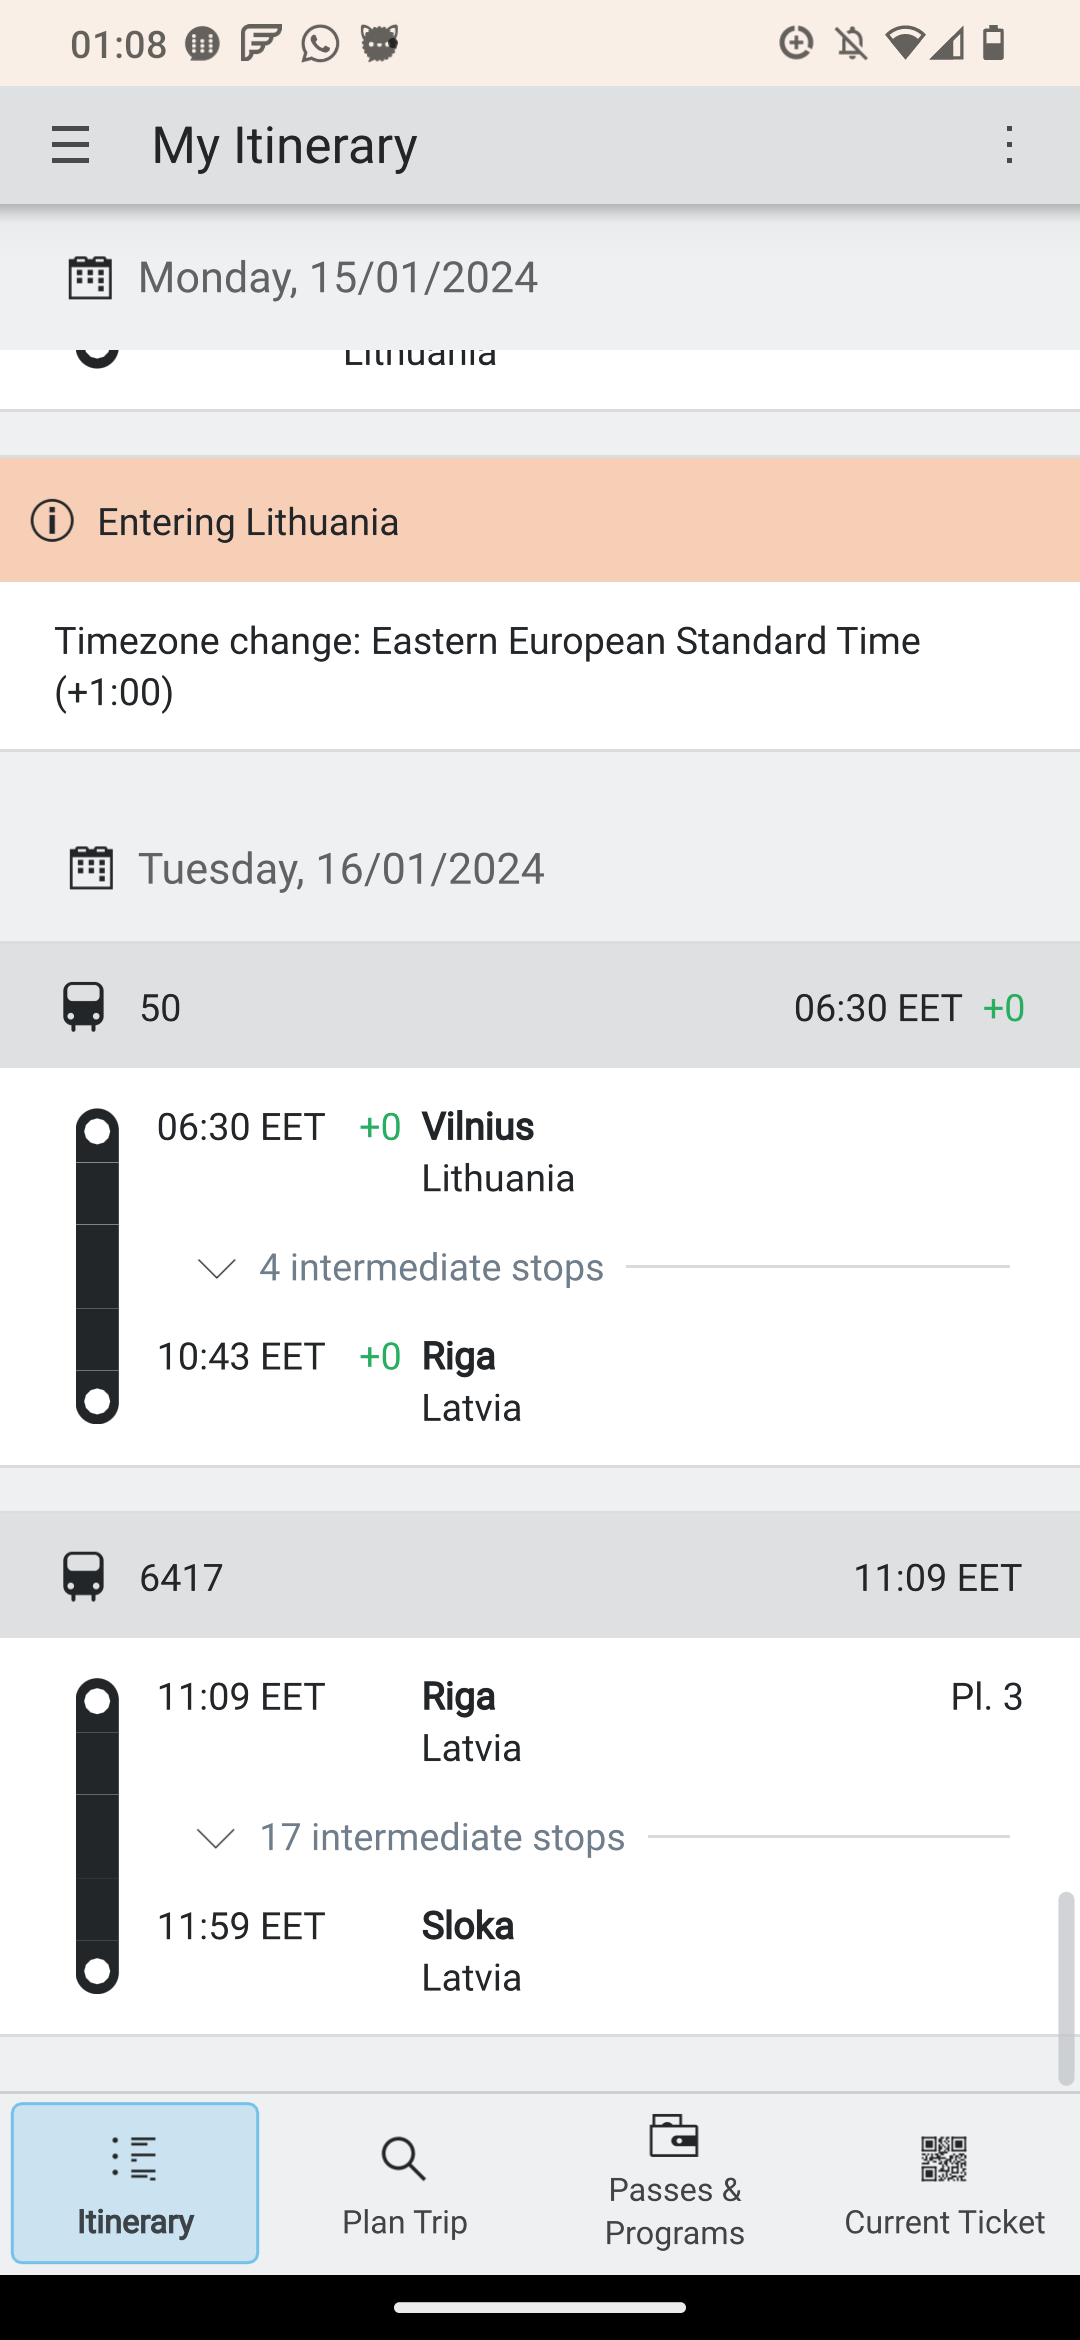 01:08
My Itinerary
Monday, 15/01/2024
Lithuania
Entering Lithuania
Timezone change: Eastern European Standard Time
(+1:00)
Tuesday, 16/01/2024
50 06:30 EET +0
06:30 EET +0 Vilnius
Lithuania
4 intermediate stops
10:43 EET +0 Riga
Latvia
6417 11:09 EET
11:09 EET Riga Pl. 3
Latvia
17 intermediate stops
11:59 EET Sloka
Latvia
Itinerary
Plan Trip
Passes &
Programs
Current Ticket